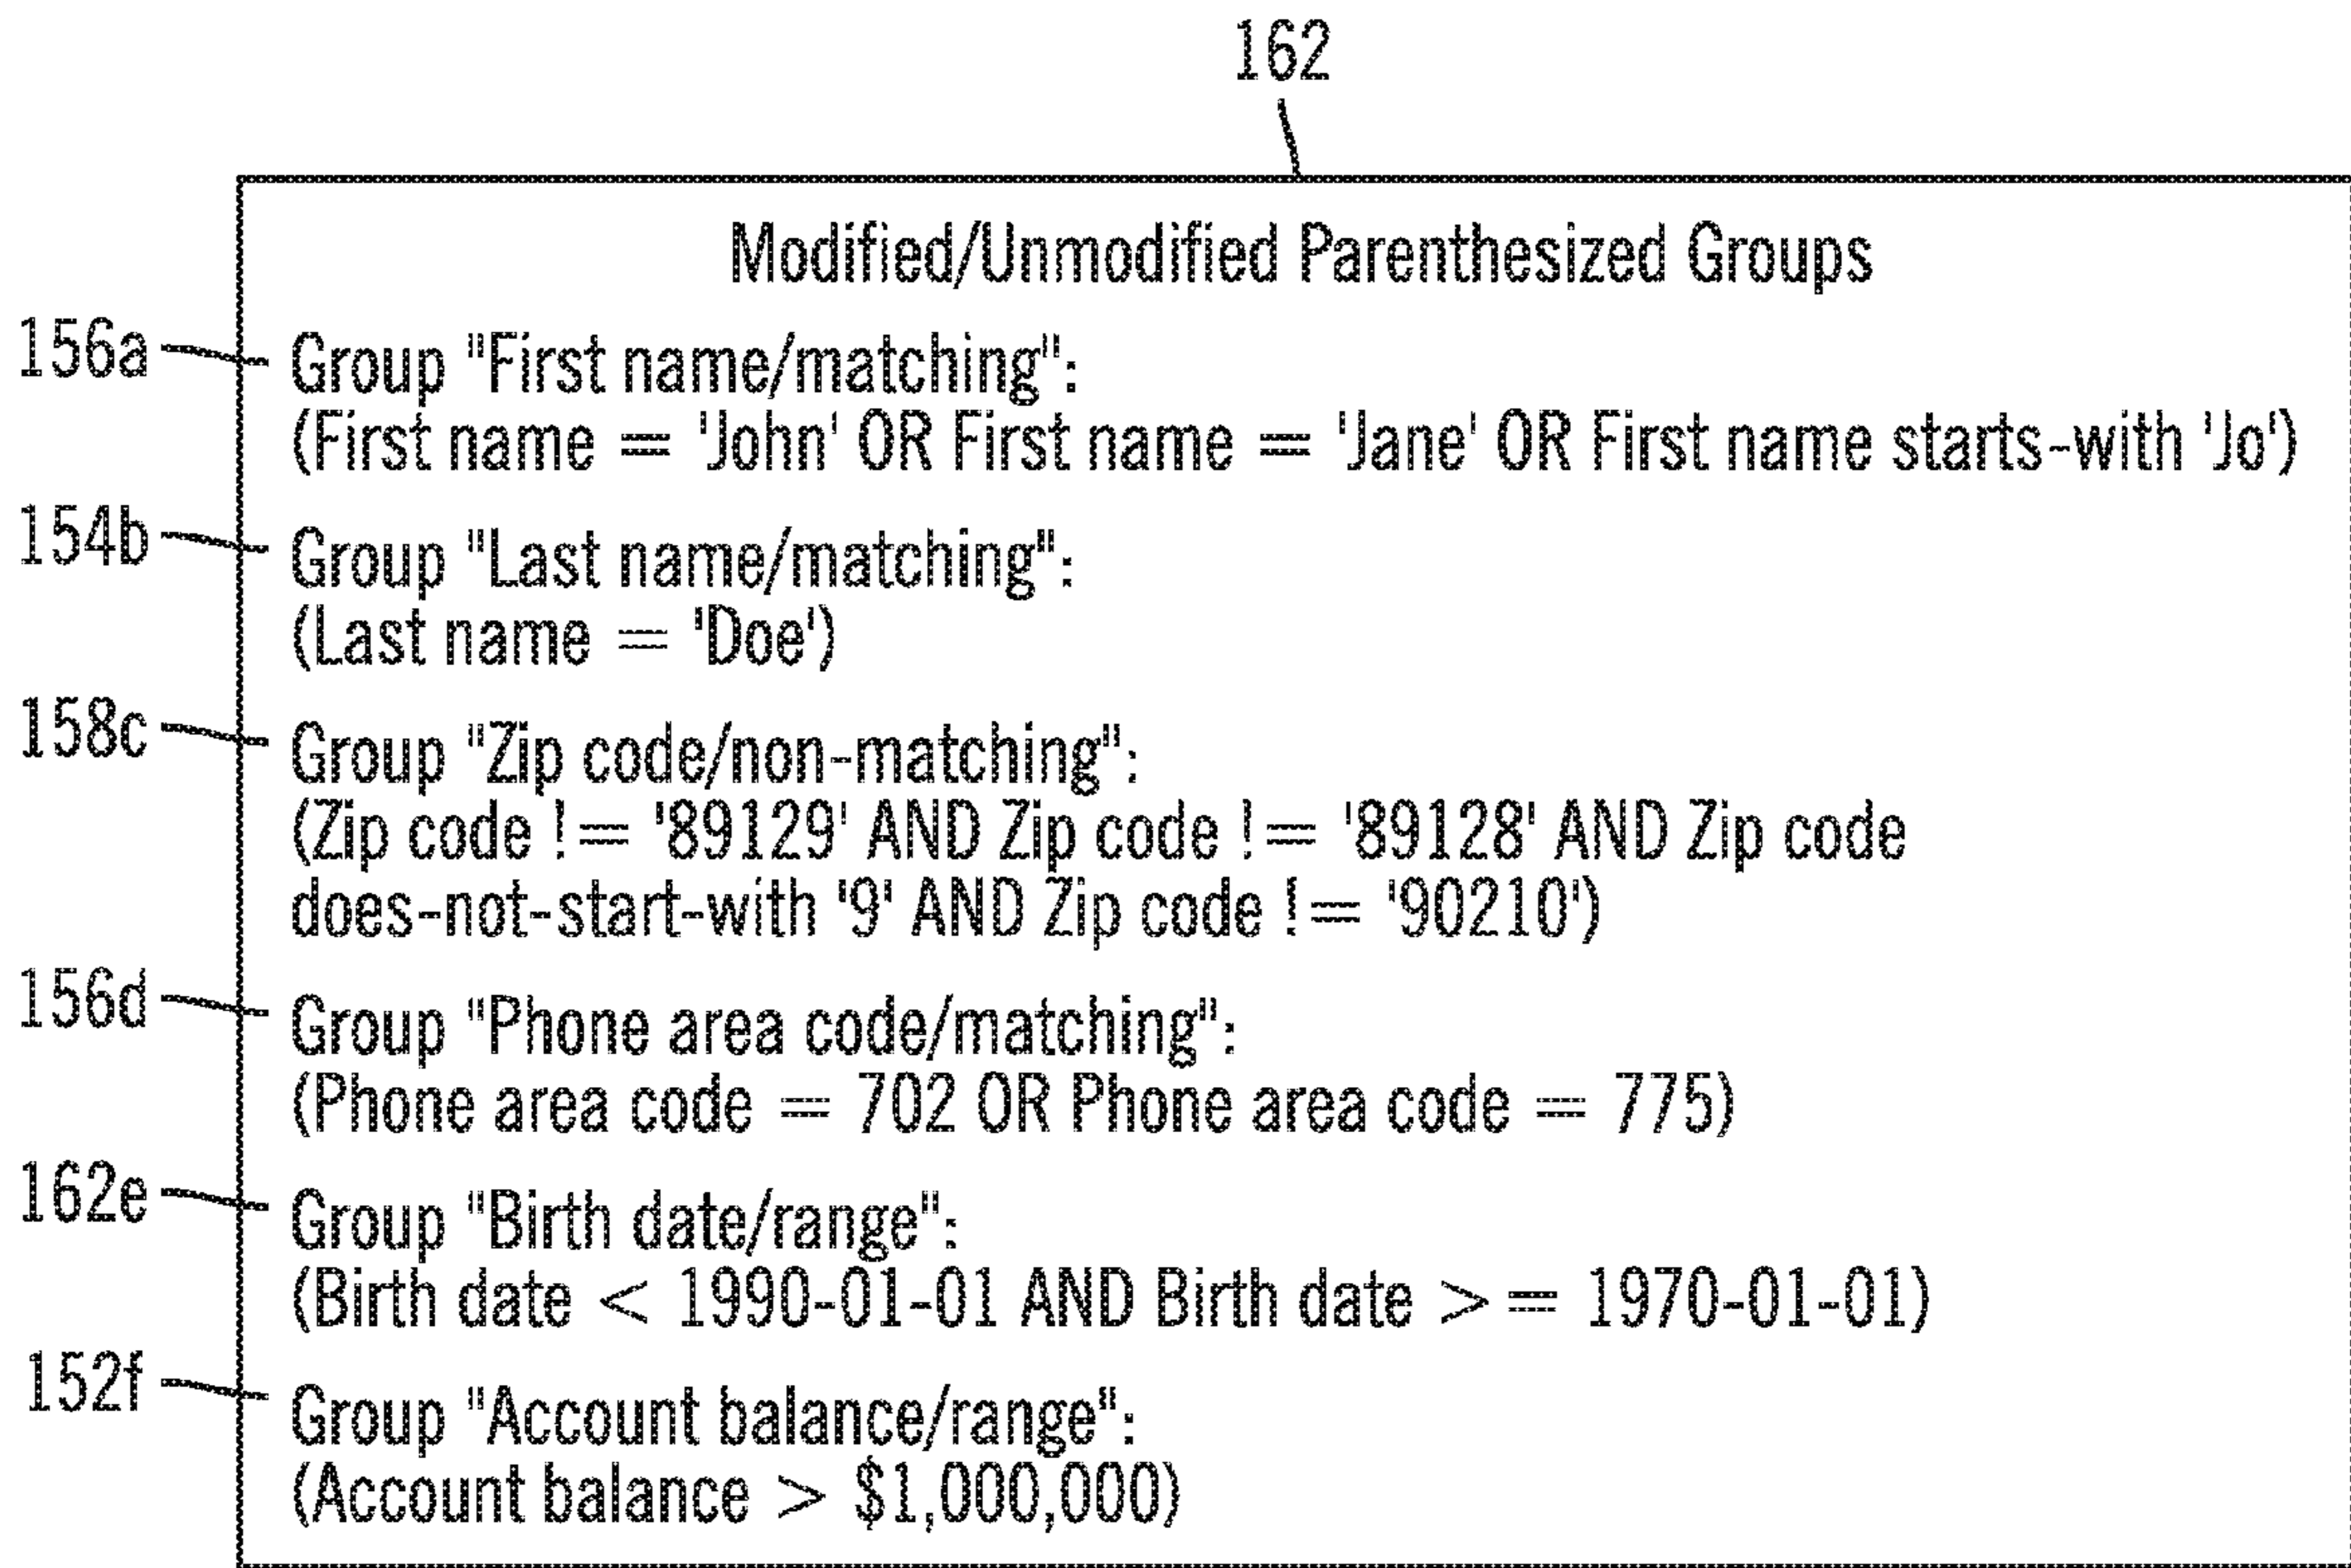 162
Modified/Unmodified Parenthesized Groups
156a
Group "First name/matching":
(First name == 'John' OR First name == 'Jane' OR First name starts-with 'Jo')
154b
Group "Last name/matching":
(Last name == 'Doe')
158c
Group "Zip code/non-matching":
(Zip code !== '89129' AND Zip code !== '89128' AND Zip code
does-not-start-with '9' AND Zip code !== '90210')
156d
Group "Phone area code/matching":
(Phone area code == 702 OR Phone area code == 775)
162e
Group "Birth date/range":
(Birth date < 1990-01-01 AND Birth date >== 1970-01-01)
152f
Group "Account balance/range":
(Account balance > $1,000,000)